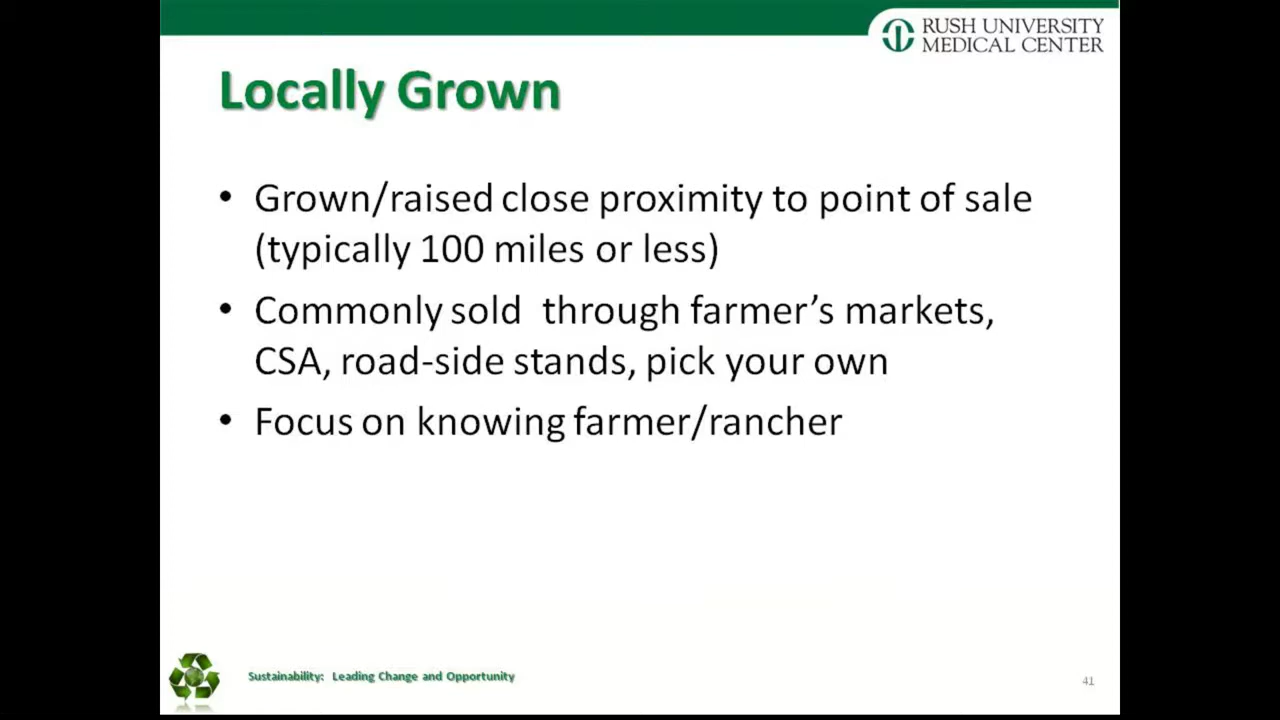 RUSH UNIVERSITY
MEDICAL CENTER
Locally Grown
• Grown/raised close proximity to point of sale
(typically 100 miles or less)
• Commonly sold  through farmer’s markets,
CSA, road-side stands, pick your own
• Focus on knowing farmer/rancher
Sustainability:  Leading Change and Opportunity
41